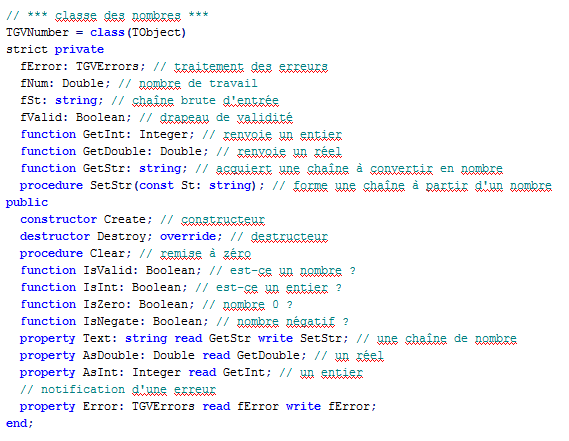 // *** classe des nombres ***
TGVNumber = class(TObject)
strict private
fError: TGVErrors; // traitement des erreurs
fNum: Double; // nombre de travail
fSt: string; // chaîne brute d'entrée
fValid: Boolean; // drapeau de validité
function GetInt: Integer; // renvoie un entier
function GetDouble: Double; // renvoie un réel
function GetStr: string; // acquiert une chaîne à convertir en nombre
procedure SetStr(const St: string); // forme une chaîne à partir d'un nombre
public
constructor Create; // constructeur
destructor Destroy; override; // destructeur
procedure Clear; // remise à zéro
function IsValid: Boolean; // est-ce un nombre ?
function IsInt: Boolean; // est-ce un entier ?
function IsZero: Boolean; // nombre 0 ?
function IsNegate: Boolean; // nombre négatif ?
property Text: string read GetStr write SetStr; // une chaîne de nombre
property AsDouble: Double read GetDouble; // un réel
property AsInt: Integer read GetInt; // un entier
// notification d'une erreur
property Error: TGVErrors read fError write fError;
end;